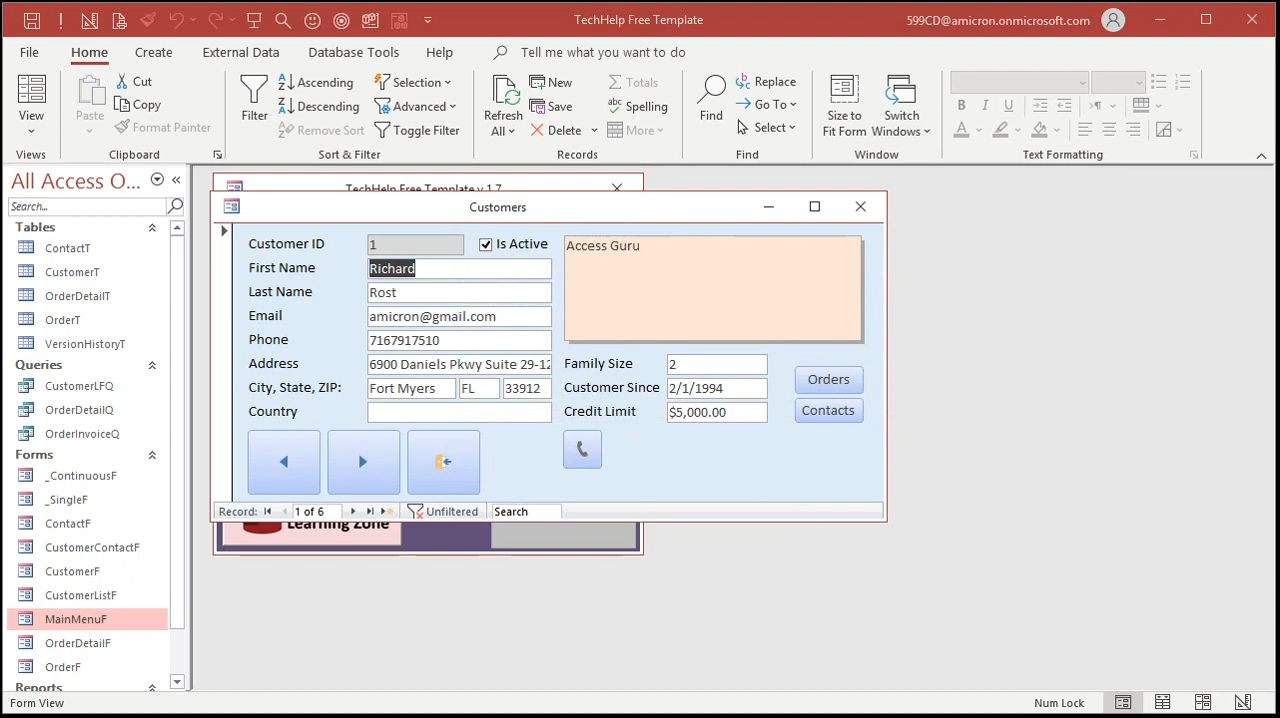 TechHelp Free Template
599CD@amicron.onmicrosoft.com
File Home Create External Data Database Tools Help Tell me what you want to do
View
Views
Paste
Cut
Copy
Format Painter
Clipboard
Filter
Ascending
Descending
Remove Sort
Selection
Advanced
Toggle Filter
Sort & Filter
Refresh
All
New
Save
Delete
Totals
Spelling
More
Records
Find
Replace
Go To
Select
Find
Size to
Fit Form
Switch
Windows
Window
B I U
A
Text Formatting
All Access O...
Search...
Tables
ContactT
CustomerT
OrderDetailT
OrderT
VersionHistoryT
Queries
CustomerLFQ
OrderDetailQ
OrderInvoiceQ
Forms
_ContinuousF
_SingleF
ContactF
CustomerContactF
CustomerF
CustomerListF
MainMenuF
OrderDetailF
OrderF
Reports
TechHelp Free Template v 1.7
Customers
Customer ID 1 Is Active
First Name Richard
Last Name Rost
Email amicron@gmail.com
Phone 7167917510
Address 6900 Daniels Pkwy Suite 29-12
City, State, ZIP: Fort Myers FL 33912
Country
Access Guru
Family Size 2
Customer Since 2/1/1994
Credit Limit $5,000.00
Orders
Contacts
Record: 1 of 6 Unfiltered Search
Learning Zone
Form View
Num Lock